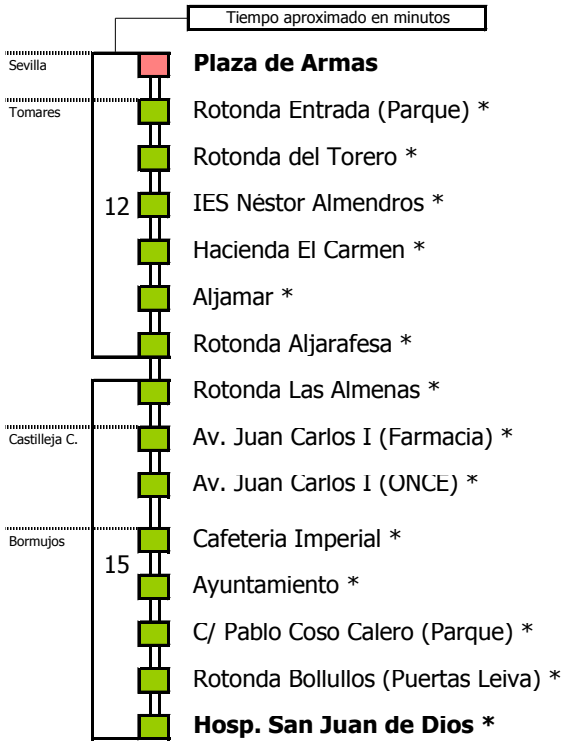 Tiempo aproximado en minutos
Sevilla
Plaza de Armas
Tomares
Rotonda Entrada (Parque) *
Rotonda del Torero *
12
IES Néstor Almendros *
Hacienda El Carmen *
Aljamar *
Rotonda Aljarafesa *
Rotonda Las Almenas *
Castilleja C.
Av. Juan Carlos I (Farmacia) *
Av. Juan Carlos I (ONCE) *
Bormujos
Cafeteria Imperial *
15
Ayuntamiento *
C/ Pablo Coso Calero (Parque) *
Rotonda Bollullos (Puertas Leiva) *
Hosp. San Juan de Dios *